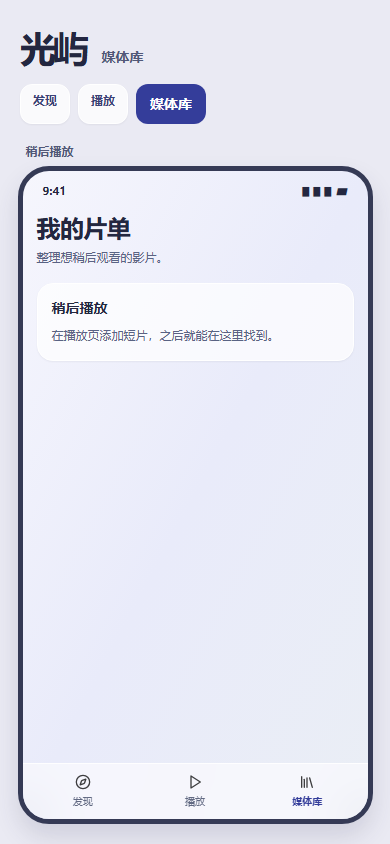 光屿 媒体库
发现 播放 媒体库
稍后播放
9:41
我的片单
整理想稍后观看的影片。
稍后播放
在播放页添加短片，之后就能在这里找到。
发现 播放 媒体库